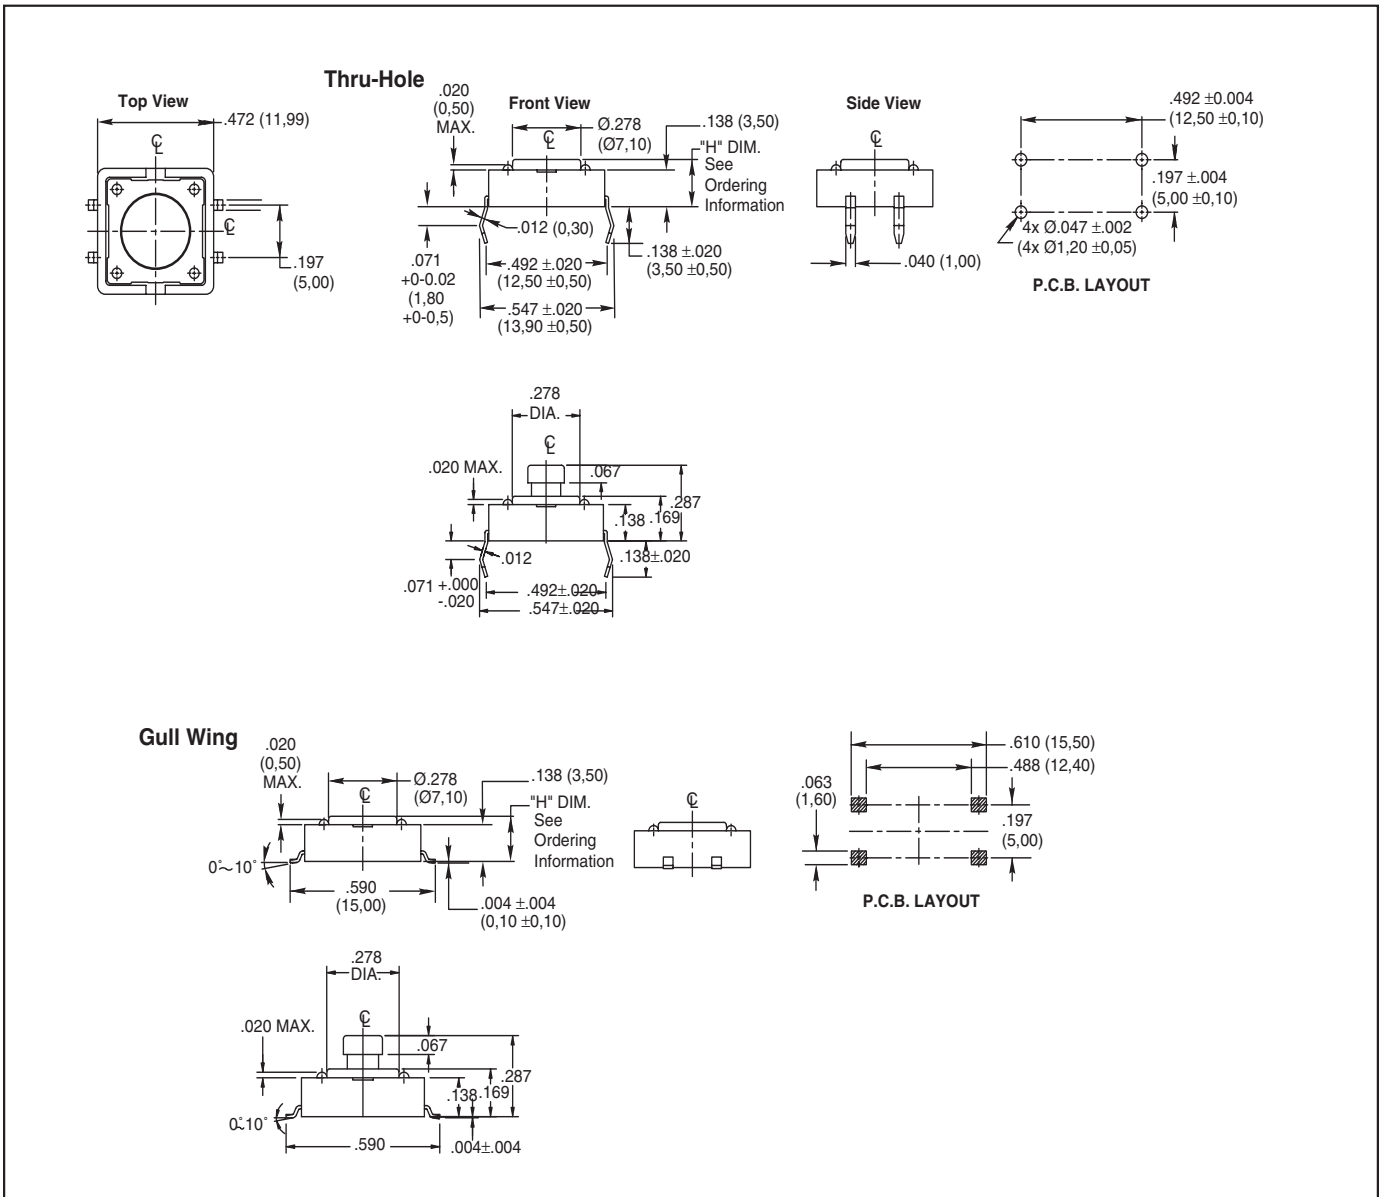 Thru-Hole
Top View
.472 (11,99)
℄
℄
.197
(5,00)
.020
(0,50)
MAX.
Front View
℄
Ø.278
(Ø7,10)
.138 (3,50)
"H" DIM.
See
Ordering
Information
.012 (0,30)
.071
+0-0.02
(1,80
+0-0,5)
.492 ±.020
(12,50 ±0,50)
.547 ±.020
(13,90 ±0,50)
.138 ±.020
(3,50 ±0,50)
Side View
℄
.040 (1,00)
.492 ±0.004
(12,50 ±0,10)
.197 ±.004
(5,00 ±0,10)
4x Ø.047 ±.002
(4x Ø1,20 ±0,05)
P.C.B. LAYOUT
.278
DIA.
℄
.020 MAX.
.067
.287
.138
.169
.012
.138±.020
.071 +.000
-.020
.492±.020
.547±.020
Gull Wing
.020
(0,50)
MAX.
℄
Ø.278
(Ø7,10)
.138 (3,50)
"H" DIM.
See
Ordering
Information
0°~10°
.590
(15,00)
.004 ±.004
(0,10 ±0,10)
℄
.610 (15,50)
.488 (12,40)
.063
(1,60)
.197
(5,00)
P.C.B. LAYOUT
.278
DIA.
℄
.020 MAX.
.067
.287
.138
.169
0°~10°
.590
.004±.004